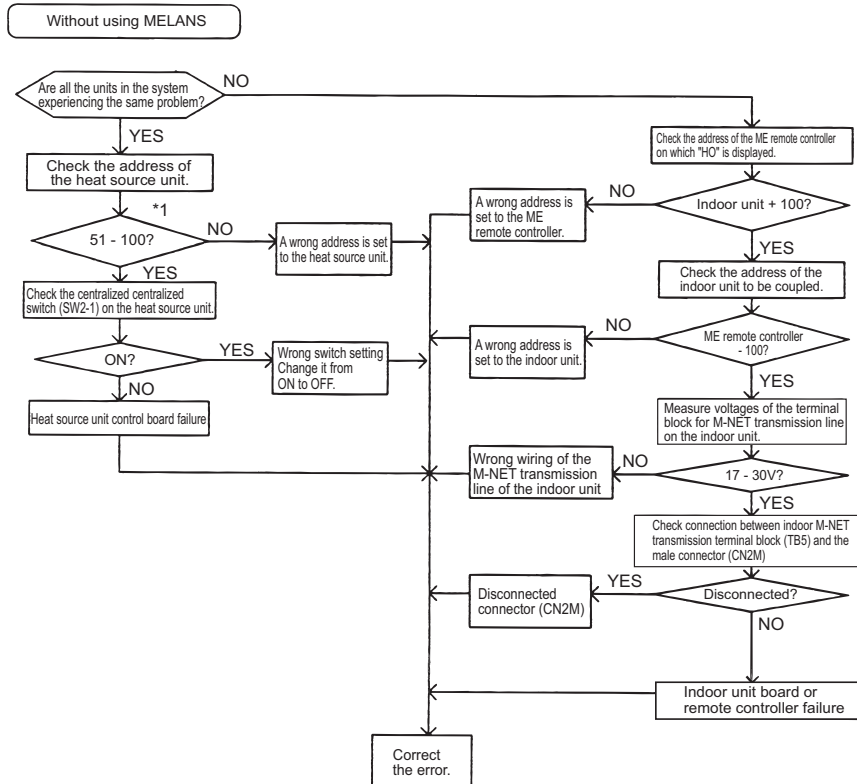 Without using MELANS
Are all the units in the system
experiencing the same problem?
NO
YES
Check the address of
the heat source unit.
*1
51 - 100?
NO
A wrong address is set
to the heat source unit.
YES
Check the centralized centralized
switch (SW2-1) on the heat source unit.
ON?
YES
Wrong switch setting
Change it from
ON to OFF.
NO
Heat source unit control board failure
Check the address of the ME remote controller
on which "HO" is displayed.
Indoor unit + 100?
NO
A wrong address is
set to the ME
remote controller.
YES
Check the address of the
indoor unit to be coupled.
ME remote controller
- 100?
NO
A wrong address is
set to the indoor unit.
YES
Measure voltages of the terminal
block for M-NET transmission line
on the indoor unit.
17 - 30V?
NO
Wrong wiring of the
M-NET transmission
line of the indoor unit
YES
Check connection between indoor M-NET
transmission terminal block (TB5) and the
male connector (CN2M)
Disconnected?
YES
Disconnected
connector (CN2M)
NO
Indoor unit board or
remote controller failure
Correct
the error.